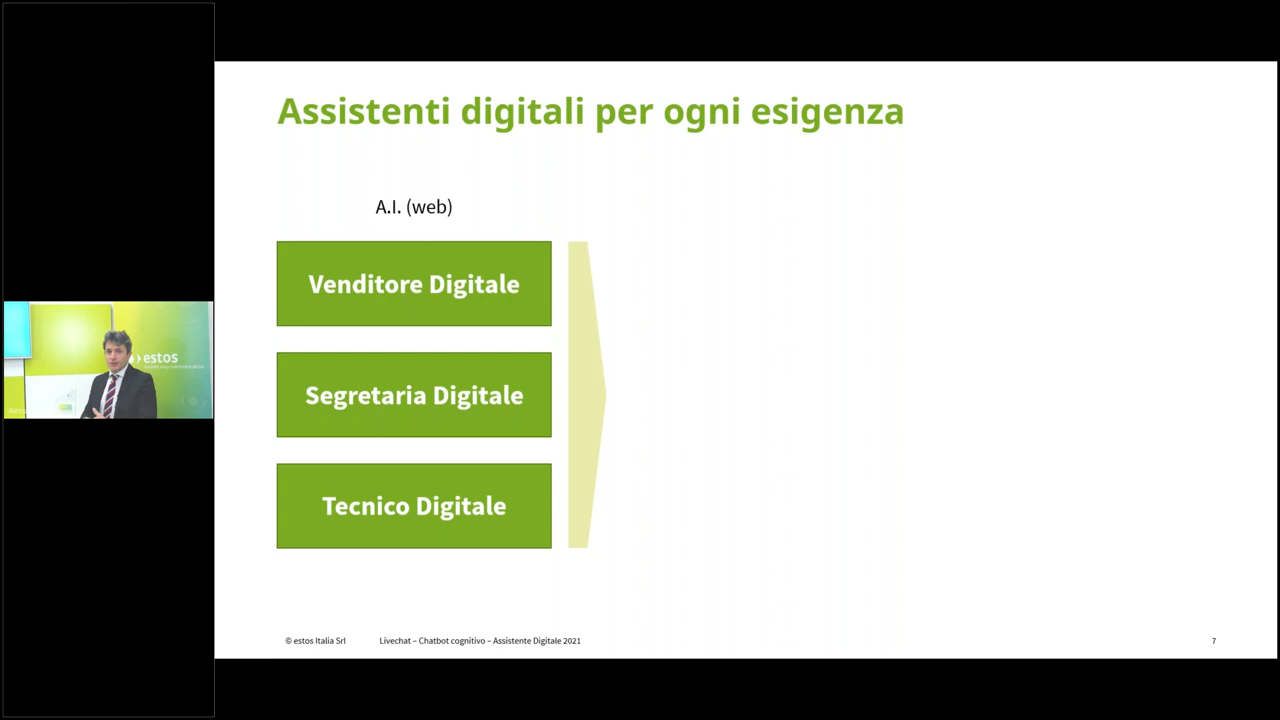 Assistenti digitali per ogni esigenza
A.I. (web)
Venditore Digitale
Segretaria Digitale
Tecnico Digitale
estos
© estos Italia Srl
Livechat – Chatbot cognitivo – Assistente Digitale 2021
7